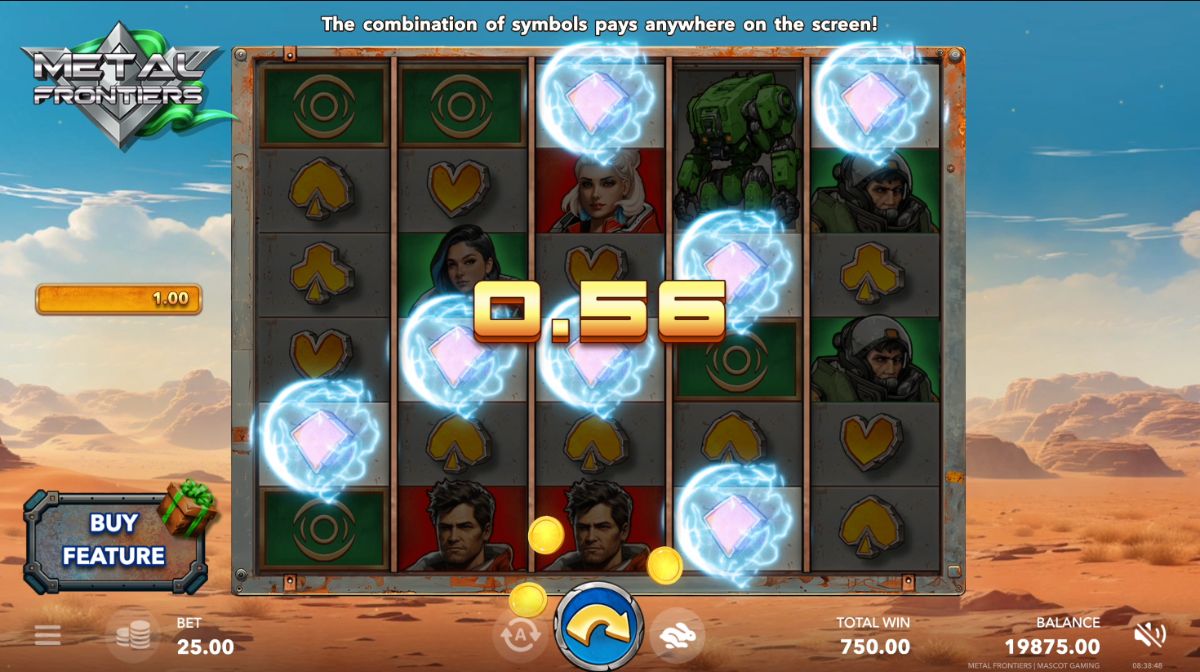 The combination of symbols pays anywhere on the screen!
METAL
FRONTIERS
1.00
0.56
BUY
FEATURE
BET
25.00
A
TOTAL WIN
750.00
BALANCE
19875.00
METAL FRONTIERS | MASCOT GAMING
08:38:48